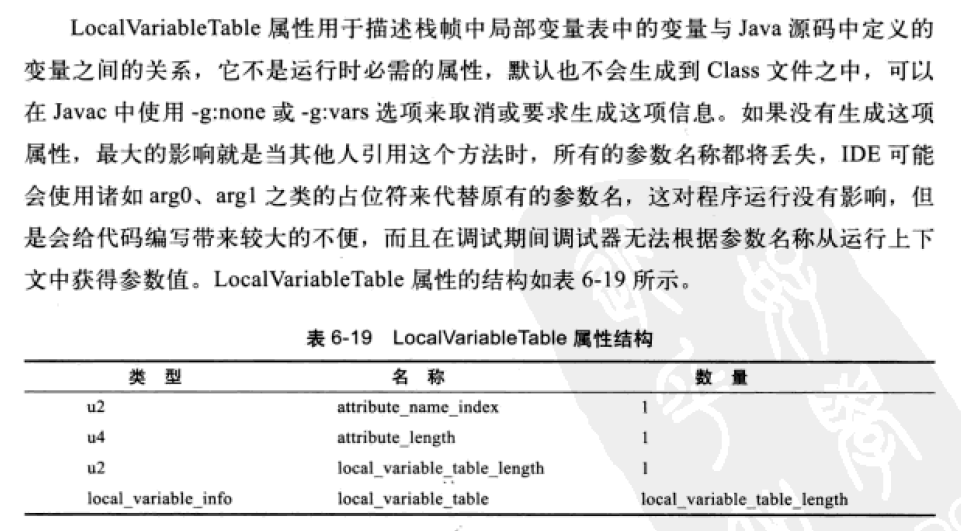 LocalVariableTable 属性用于描述栈帧中局部变量表中的变量与 Java 源码中定义的
变量之间的关系，它不是运行时必需的属性，默认也不会生成到 Class 文件之中，可以
在 Javac 中使用 -g:none 或 -g:vars 选项来取消或要求生成这项信息。如果没有生成这项
属性，最大的影响就是当其他人引用这个方法时，所有的参数名称都将丢失，IDE 可能
会使用诸如 arg0、arg1 之类的占位符来代替原有的参数名，这对程序运行没有影响，但
是会给代码编写带来较大的不便，而且在调试期间调试器无法根据参数名称从运行上下
文中获得参数值。LocalVariableTable 属性的结构如表 6-19 所示。
表 6-19 LocalVariableTable 属性结构
类 型 名 称 数 量
u2 attribute_name_index 1
u4 attribute_length 1
u2 local_variable_table_length 1
local_variable_info local_variable_table local_variable_table_length